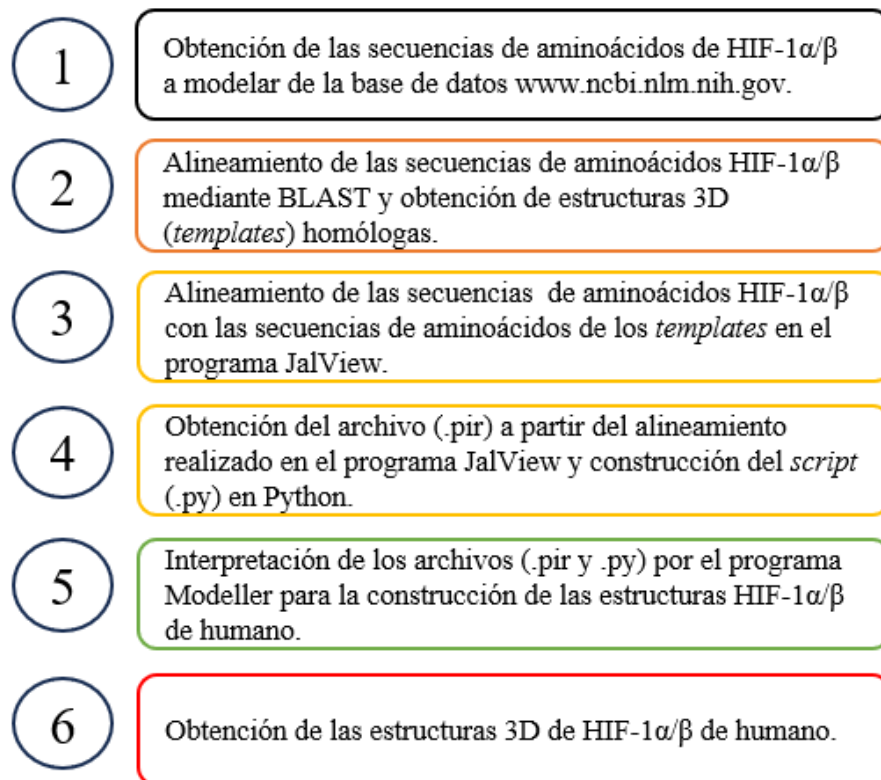 1
Obtención de las secuencias de aminoácidos de HIF-1α/β
a modelar de la base de datos www.ncbi.nlm.nih.gov.
2
Alineamiento de las secuencias de aminoácidos HIF-1α/β
mediante BLAST y obtención de estructuras 3D
(templates) homólogas.
3
Alineamiento de las secuencias de aminoácidos HIF-1α/β
con las secuencias de aminoácidos de los templates en el
programa JalView.
4
Obtención del archivo (.pir) a partir del alineamiento
realizado en el programa JalView y construcción del script
(.py) en Python.
5
Interpretación de los archivos (.pir y .py) por el programa
Modeller para la construcción de las estructuras HIF-1α/β
de humano.
6
Obtención de las estructuras 3D de HIF-1α/β de humano.